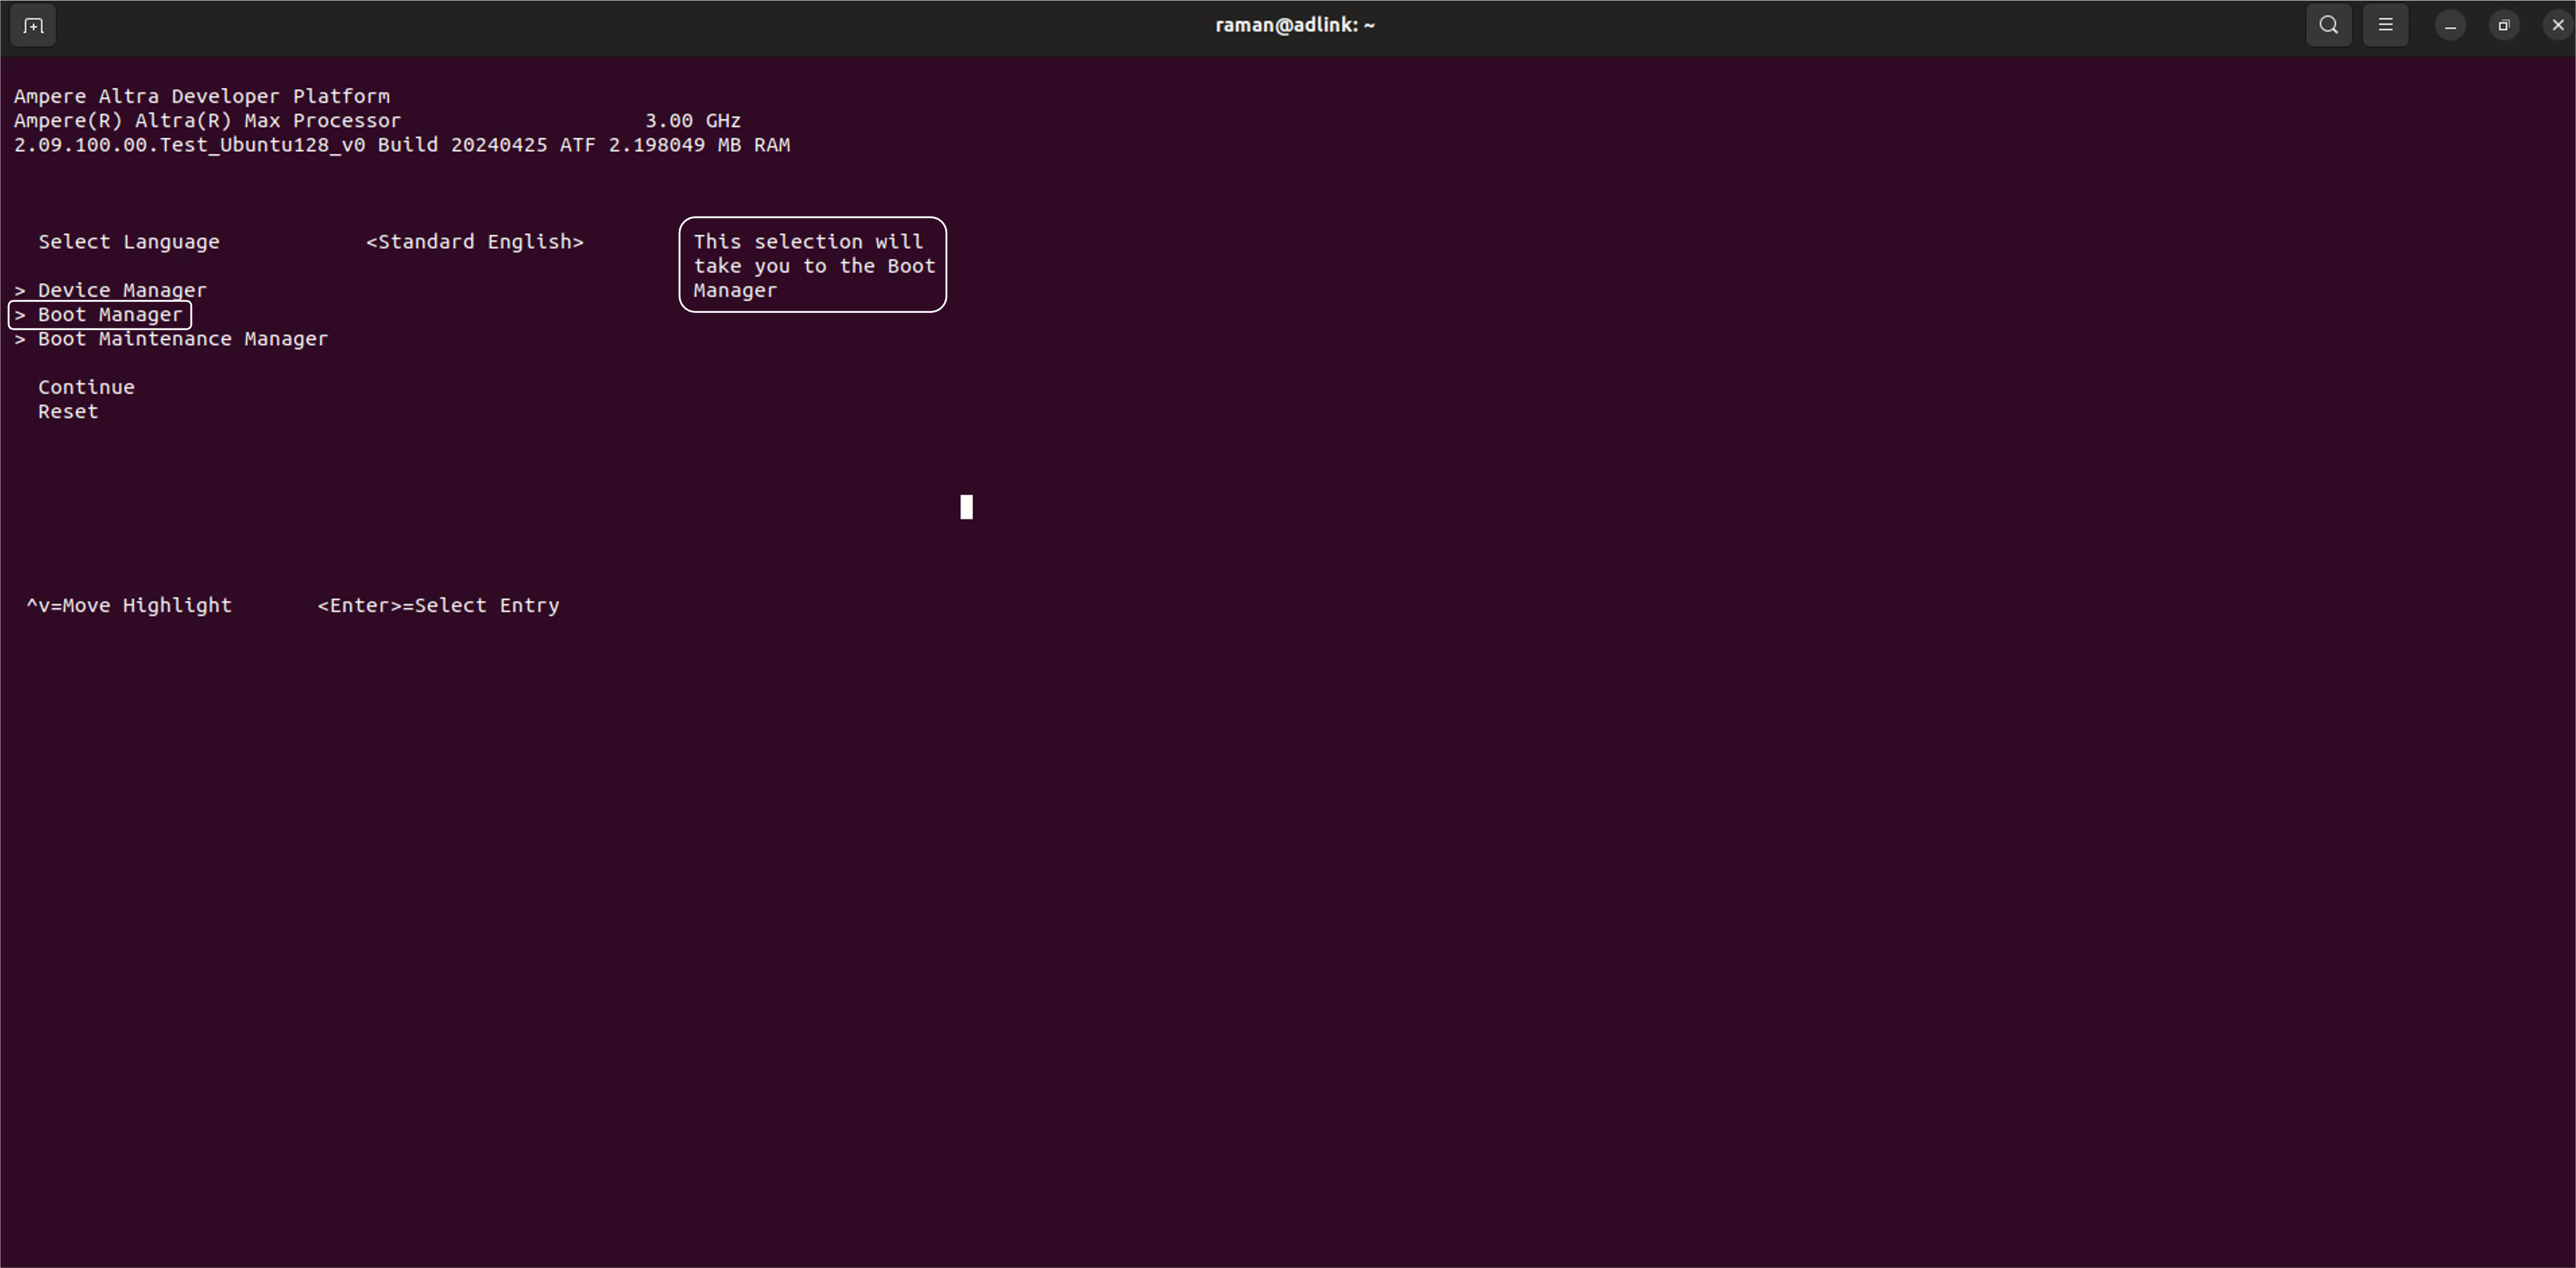 raman@adlink: ~
Ampere Altra Developer Platform
Ampere(R) Altra(R) Max Processor 3.00 GHz
2.09.100.00.Test_Ubuntu128_v0 Build 20240425 ATF 2.198049 MB RAM
Select Language <Standard English> This selection will
take you to the Boot
> Device Manager Manager
> Boot Manager
> Boot Maintenance Manager
Continue
Reset
^v=Move Highlight <Enter>=Select Entry